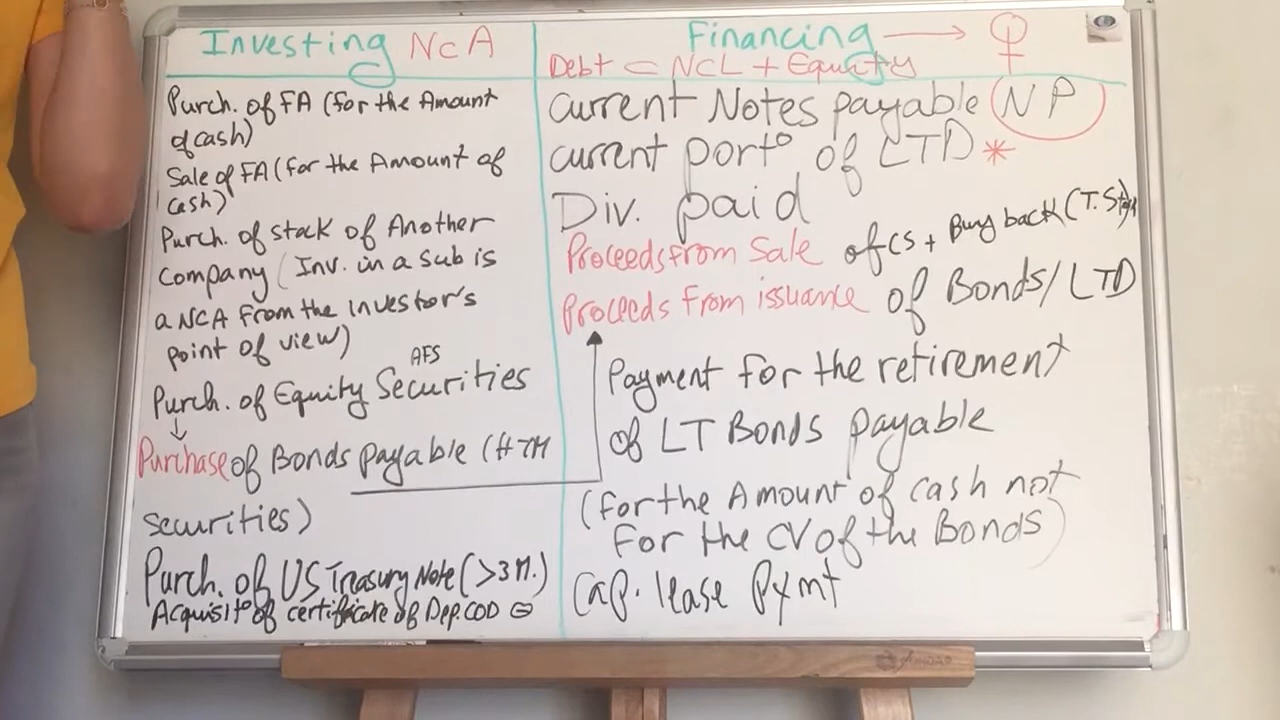 Investing NCA
Purch. of FA (for the Amount
of cash)
Sale of FA (for the Amount of
cash)
Purch. of stock of Another
company (Inv. in a sub is
a NCA from the investor's
point of view)
AFS
Purch. of Equity Securities
Purchase of Bonds payable (HTM
securities)
Purch. of US Treasury Note (>3 M.)
Acquisit° of certificate of Dep. COD
Financing
Debt ⊂ NCL + Equity
Current Notes payable NP
current port° of LTD *
Div. paid
Proceeds from Sale of CS + Buy back (T. St)
Proceeds from issuance of Bonds/LTD
Payment for the retirement
of LT Bonds payable
(for the Amount of cash not
for the CV of the Bonds)
Cap. lease Pymt